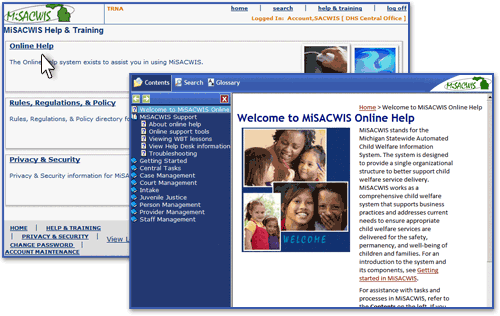 MiSACWIS
TRNA
home | search | help & training | log off
Logged In: Account,SACWIS [ DHS Central Office ]
MiSACWIS Help & Training
Online Help
The Online Help system exists to assist you in using MiSACWIS.
Rules, Regulations, & Policy
Rules, Regulations, & Policy directory fo
Privacy & Security
Privacy & Security information for MiSA
HOME | HELP & TRAINING
| PRIVACY & SECURITY |
CHANGE PASSWORD |
ACCOUNT MAINTENANCE
View L
Contents Search Glossary
MiSACWIS
Welcome to MiSACWIS Online
MiSACWIS Support
About online help
Online support tools
Viewing WBT lessons
View Help Desk information
Troubleshooting
Getting Started
Central Tasks
Case Management
Court Management
Intake
Juvenile Justice
Person Management
Provider Management
Staff Management
Home > Welcome to MiSACWIS Online Help
Welcome to MiSACWIS Online Help
WELCOME
MiSACWIS stands for the
Michigan Statewide Automated
Child Welfare Information
System. The system is designed
to provide a single organizational
structure to better support child
welfare service delivery.
MiSACWIS works as a
comprehensive child welfare
system that supports business
practices and addresses current
needs to ensure appropriate
child welfare services are
delivered for the safety,
permanency, and well-being of
children and families. For an
introduction to the system and
its components, see Getting
started in MiSACWIS.
For assistance with tasks and
processes in MiSACWIS, refer to
the Contents on the left. If you